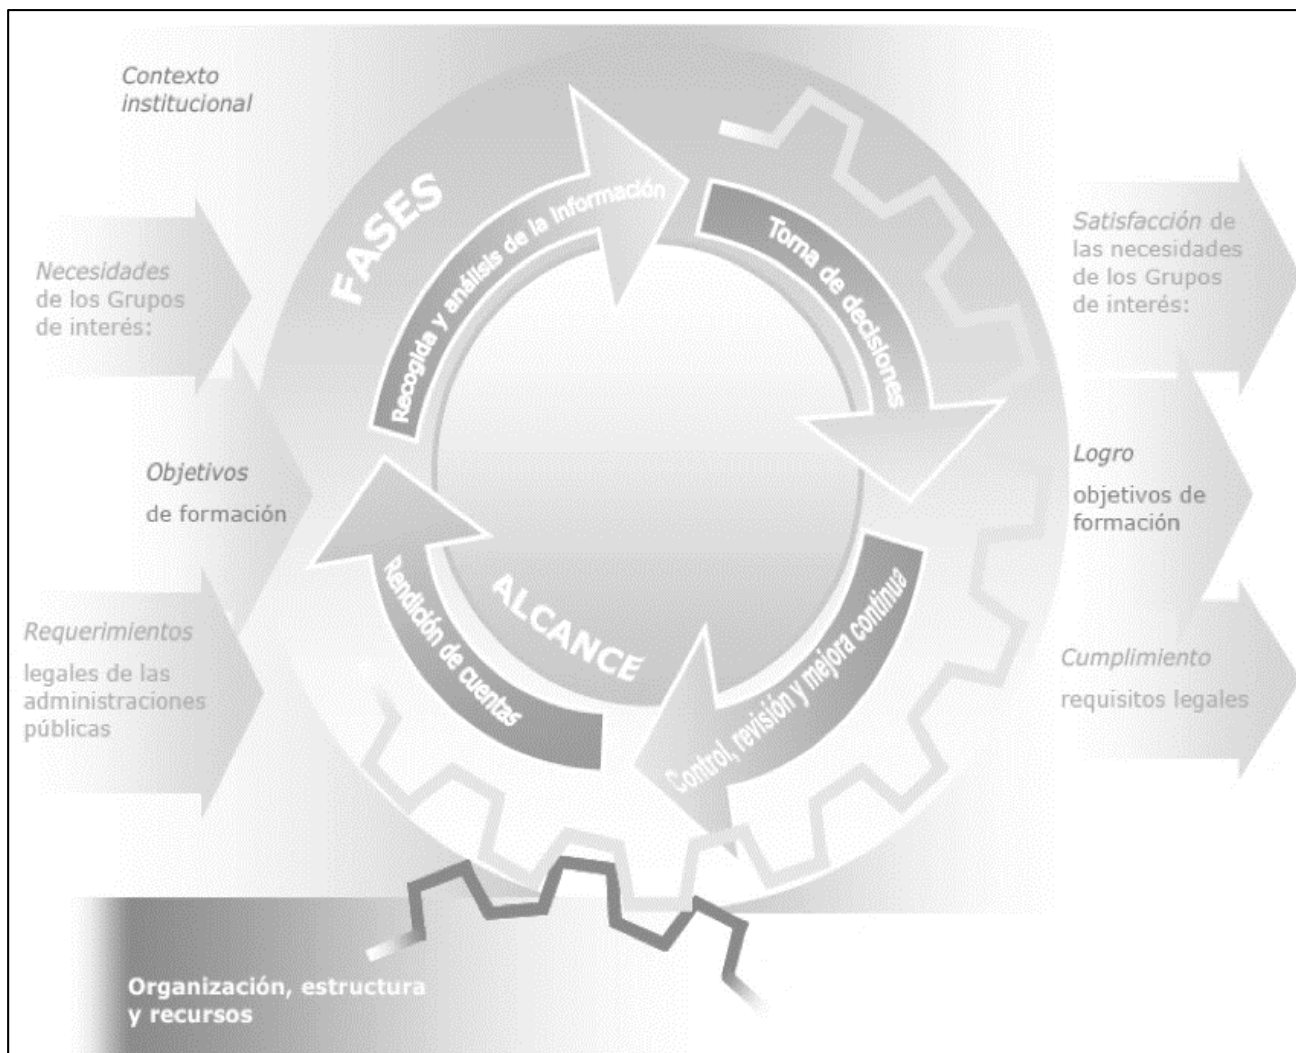 Contexto
institucional
FASES
Recogida y análisis de la Información
Toma de decisiones
Necesidades
de los Grupos
de interés:
Satisfacción de
las necesidades
de los Grupos
de interés:
Objetivos
de formación
Logro
objetivos de
formación
ALCANCE
Rendición de cuentas
Control, revisión y mejora continua
Requerimientos
legales de las
administraciones
públicas
Cumplimiento
requisitos legales
Organización, estructura
y recursos